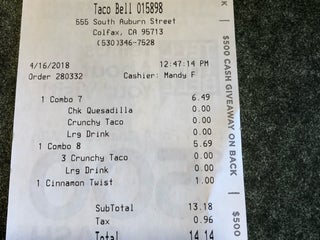 Taco Bell 015898
555 South Auburn Street
Colfax, CA 95713
(530)346-7528
4/16/2018 12:47:14 PM
Order 280332 Cashier: Mandy F
1 Combo 7 6.49
Chk Quesadilla 0.00
Crunchy Taco 0.00
Lrg Drink 0.00
1 Combo 8 5.69
3 Crunchy Taco 0.00
Lrg Drink 0.00
1 Cinnamon Twist 1.00
SubTotal 13.18
Tax 0.96
Total 14.14
$500 CASH GIVEAWAY ON BACK
$500